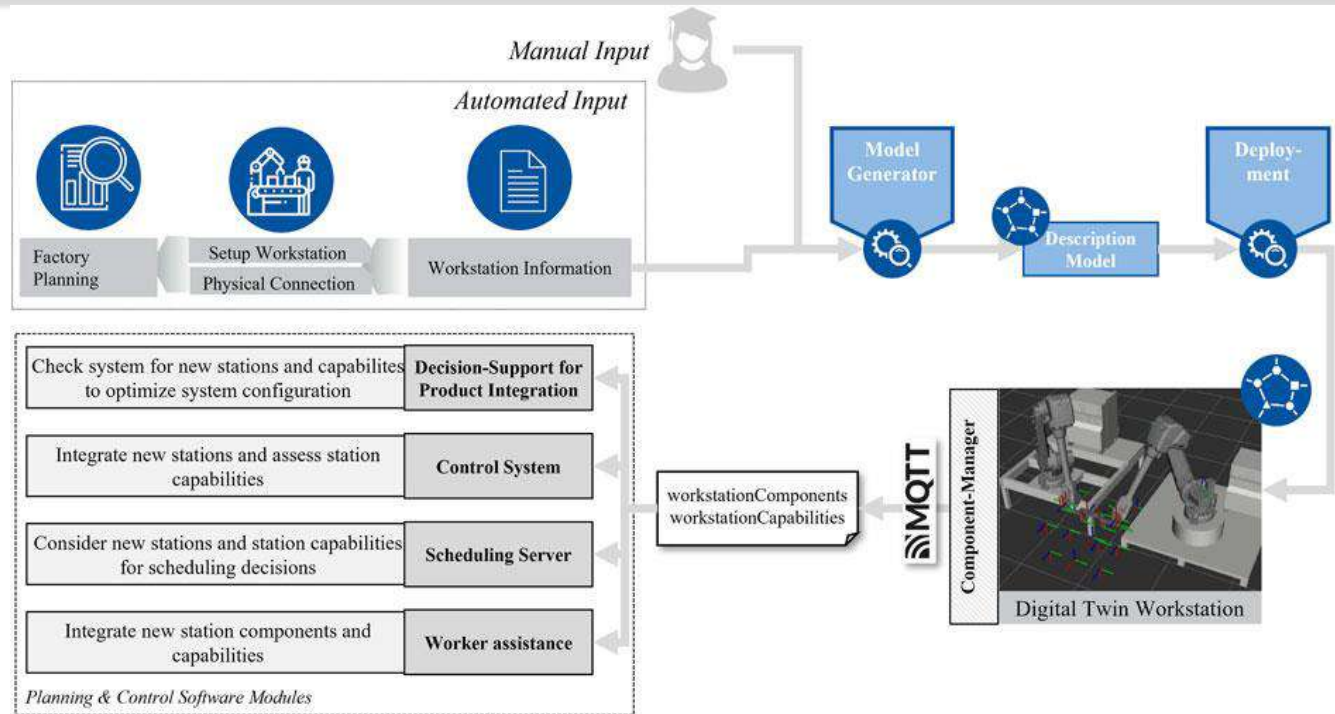 Manual Input
Automated Input
Factory
Planning
Setup Workstation
Physical Connection
Workstation Information
Model
Generator
Description
Model
Deploy-
ment
Check system for new stations and capabilites
to optimize system configuration
Decision-Support for
Product Integration
Integrate new stations and assess station
capabilities
Control System
Consider new stations and station capabilities
for scheduling decisions
Scheduling Server
Integrate new station components and
capabilities
Worker assistance
Planning & Control Software Modules
workstationComponents
workstationCapabilities
MQTT
Component-Manager
Digital Twin Workstation